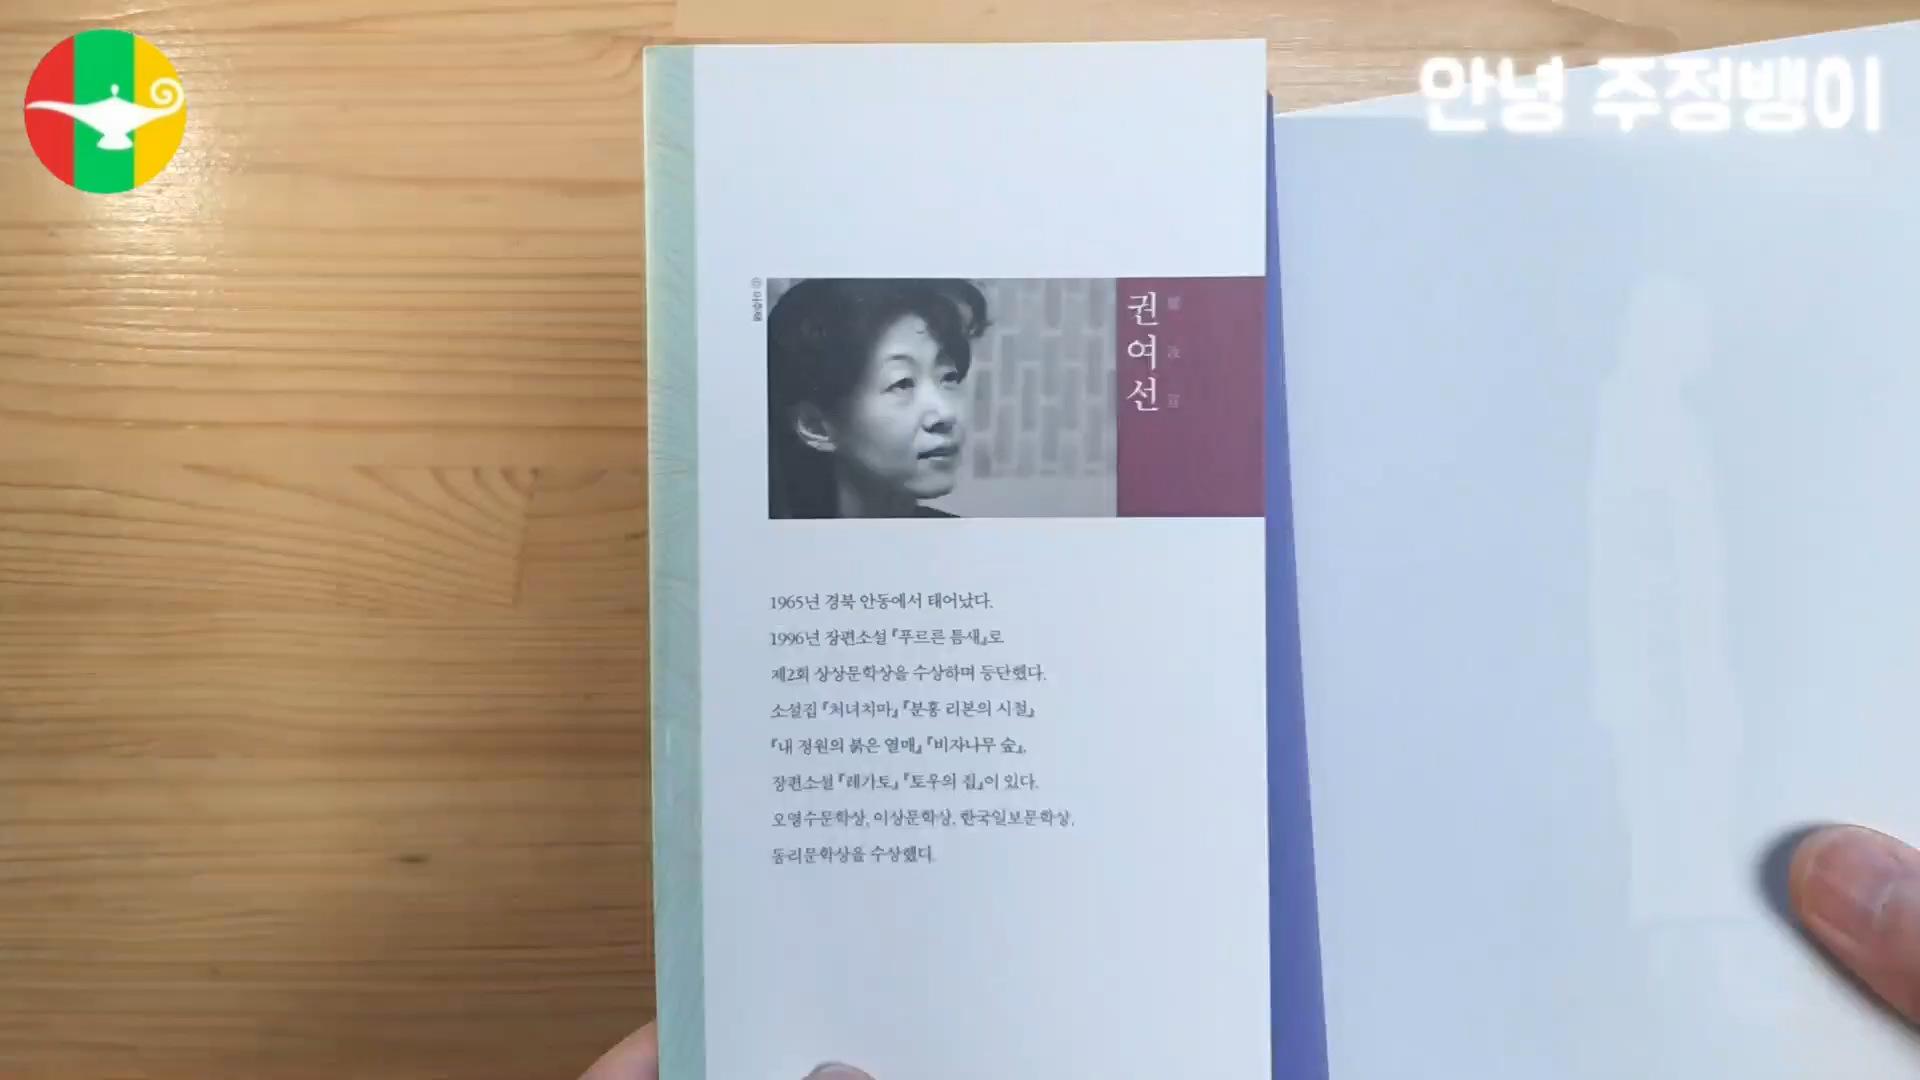 안녕 주정뱅이
권여선
1965년 경북 안동에서 태어났다.
1996년 장편소설 『푸르른 틈새』로
제2회 상상문학상을 수상하며 등단했다.
소설집 『처녀치마』 『분홍 리본의 시절』
『내 정원의 붉은 열매』 『비자나무 숲』,
장편소설 『레가토』 『토우의 집』이 있다.
오영수문학상, 이상문학상, 한국일보문학상,
동리문학상을 수상했다.